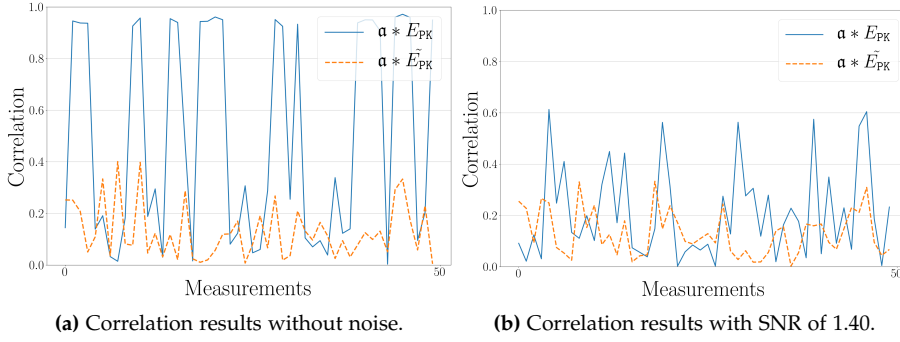 1.0
0.8
0.6
0.4
0.2
0.0
Correlation
𝔞 ∗ E_PK
𝔞 ∗ Ẽ_PK
0
50
Measurements
(a) Correlation results without noise.
1.0
0.8
0.6
0.4
0.2
0.0
Correlation
𝔞 ∗ E_PK
𝔞 ∗ Ẽ_PK
0
50
Measurements
(b) Correlation results with SNR of 1.40.